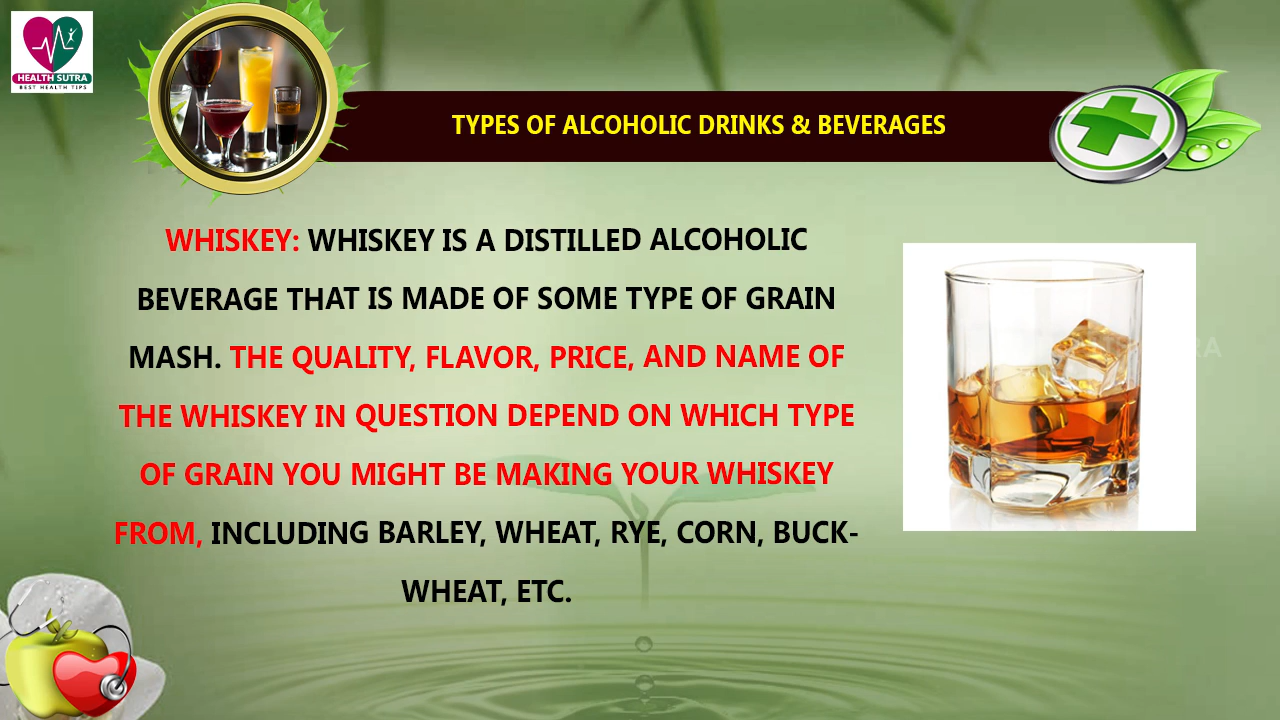 HEALTH SUTRA
BEST HEALTH TIPS
TYPES OF ALCOHOLIC DRINKS & BEVERAGES
WHISKEY: WHISKEY IS A DISTILLED ALCOHOLIC
BEVERAGE THAT IS MADE OF SOME TYPE OF GRAIN
MASH. THE QUALITY, FLAVOR, PRICE, AND NAME OF
THE WHISKEY IN QUESTION DEPEND ON WHICH TYPE
OF GRAIN YOU MIGHT BE MAKING YOUR WHISKEY
FROM, INCLUDING BARLEY, WHEAT, RYE, CORN, BUCK-
WHEAT, ETC.